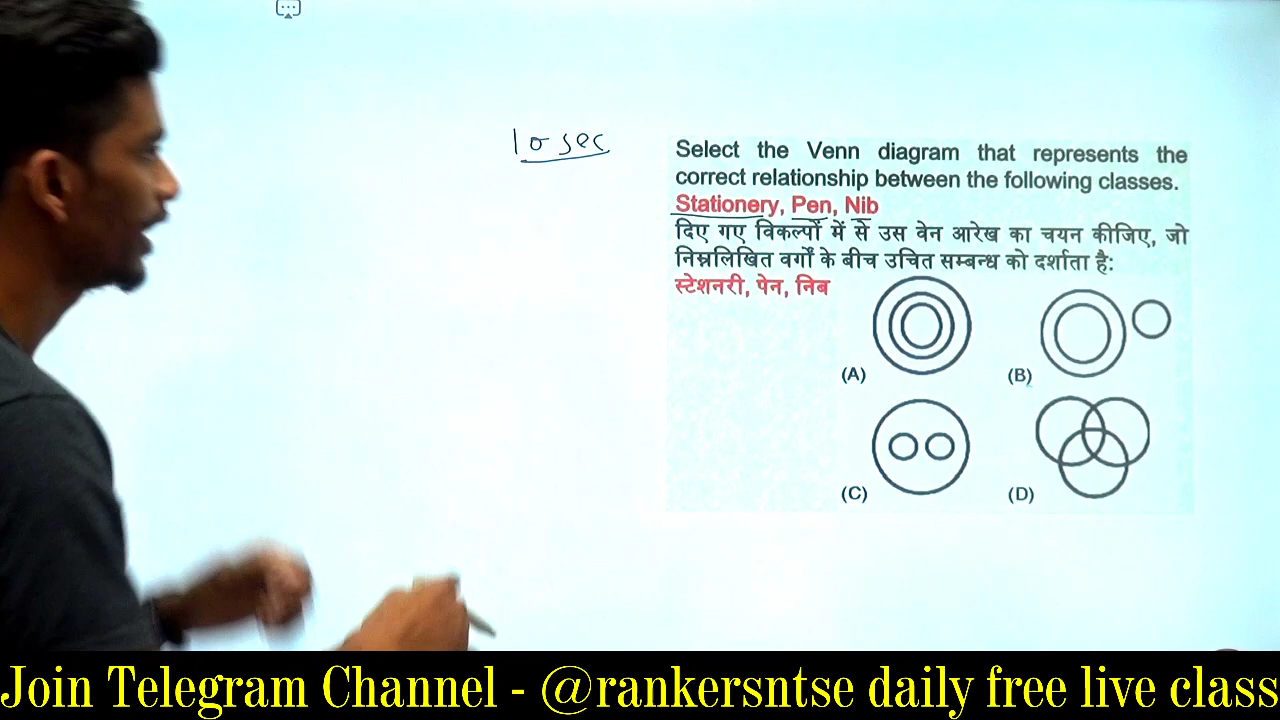 10 sec
Select the Venn diagram that represents the
correct relationship between the following classes.
Stationery, Pen, Nib
दिए गए विकल्पों में से उस वेन आरेख का चयन कीजिए, जो
निम्नलिखित वर्गों के बीच उचित सम्बन्ध को दर्शाता है:
स्टेशनरी, पेन, निब
(A)
(B)
(C)
(D)
Join Telegram Channel - @rankersntse daily free live class